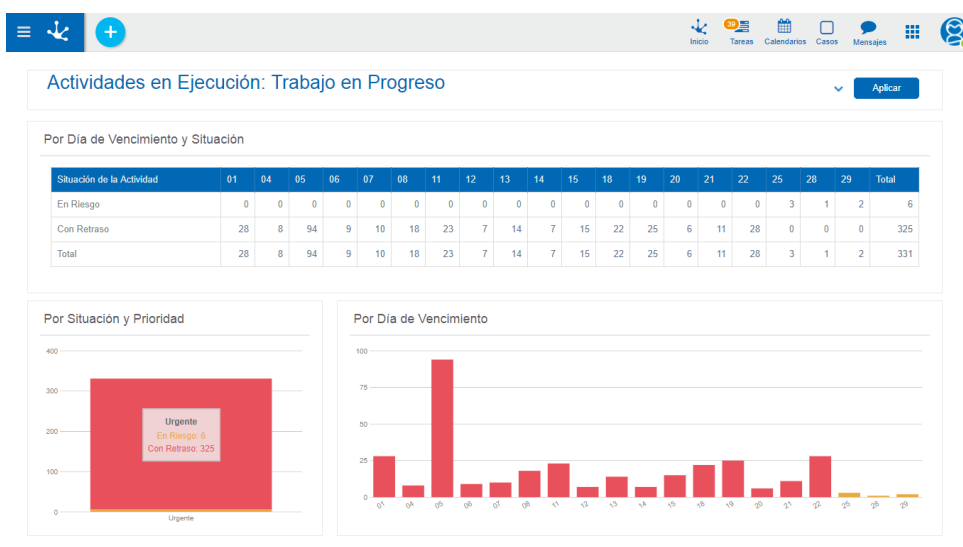 39
Inicio Tareas Calendarios Casos Mensajes
Actividades en Ejecución: Trabajo en Progreso
Aplicar
Por Día de Vencimiento y Situación
Situación de la Actividad 01 04 05 06 07 08 11 12 13 14 15 18 19 20 21 22 25 28 29 Total
En Riesgo 0 0 0 0 0 0 0 0 0 0 0 0 0 0 0 0 3 1 2 6
Con Retraso 28 8 94 9 10 18 23 7 14 7 15 22 25 6 11 28 0 0 0 325
Total 28 8 94 9 10 18 23 7 14 7 15 22 25 6 11 28 3 1 2 331
Por Situación y Prioridad
400
300
200
100
0
Urgente
En Riesgo: 6
Con Retraso: 325
Urgente
Por Día de Vencimiento
100
75
50
25
0
01 04 05 06 07 08 11 12 13 14 15 18 19 20 21 22 25 28 29